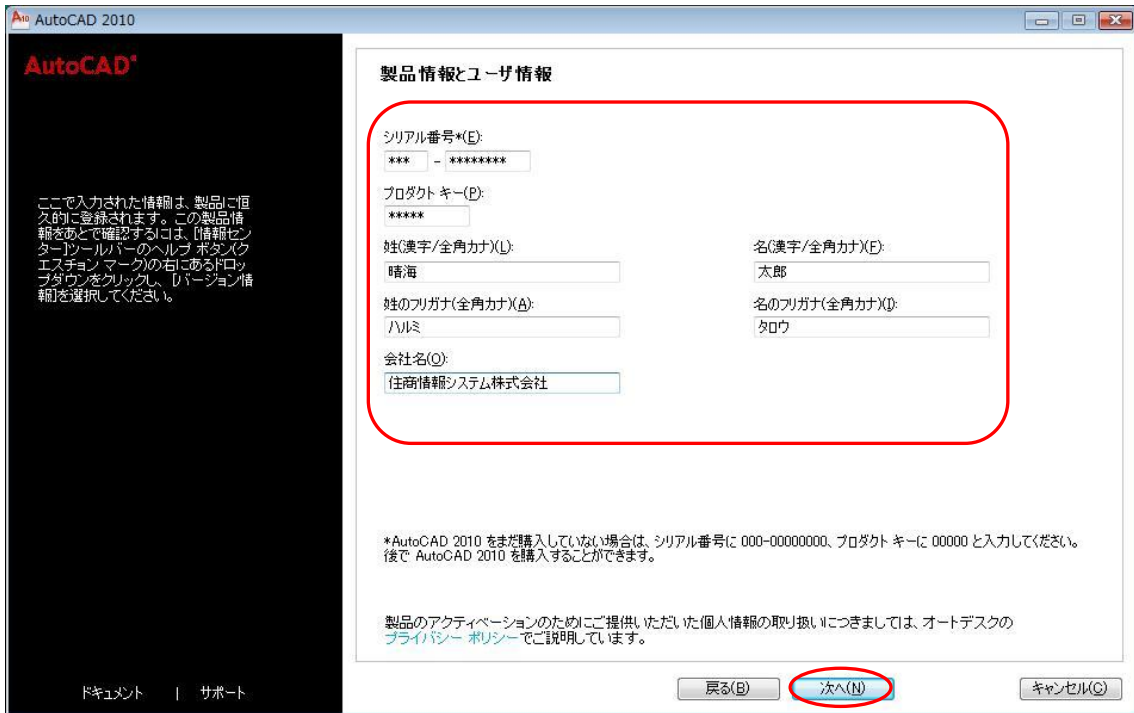 AutoCAD 2010
AutoCAD®
ここで入力された情報は、製品に恒
久的に登録されます。この製品情
報をあとで確認するには、[情報セン
ター]ツールバーのヘルプ ボタン(ク
エスチョン マーク)の右にあるドロッ
プダウンをクリックし、[バージョン情
報]を選択してください。
ドキュメント | サポート
製品情報とユーザ情報
シリアル番号*(E):
*** - ********
プロダクト キー(P):
*****
姓(漢字/全角カナ)(L): 名(漢字/全角カナ)(F):
晴海 太郎
姓のフリガナ(全角カナ)(A): 名のフリガナ(全角カナ)(I):
ハルミ タロウ
会社名(O):
住商情報システム株式会社
*AutoCAD 2010 をまだ購入していない場合は、シリアル番号に 000-00000000、プロダクト キーに 00000 と入力してください。
後で AutoCAD 2010 を購入することができます。
製品のアクティベーションのためにご提供いただいた個人情報の取り扱いにつきましては、オートデスクの
プライバシー ポリシーでご説明しています。
戻る(B) 次へ(N) キャンセル(C)